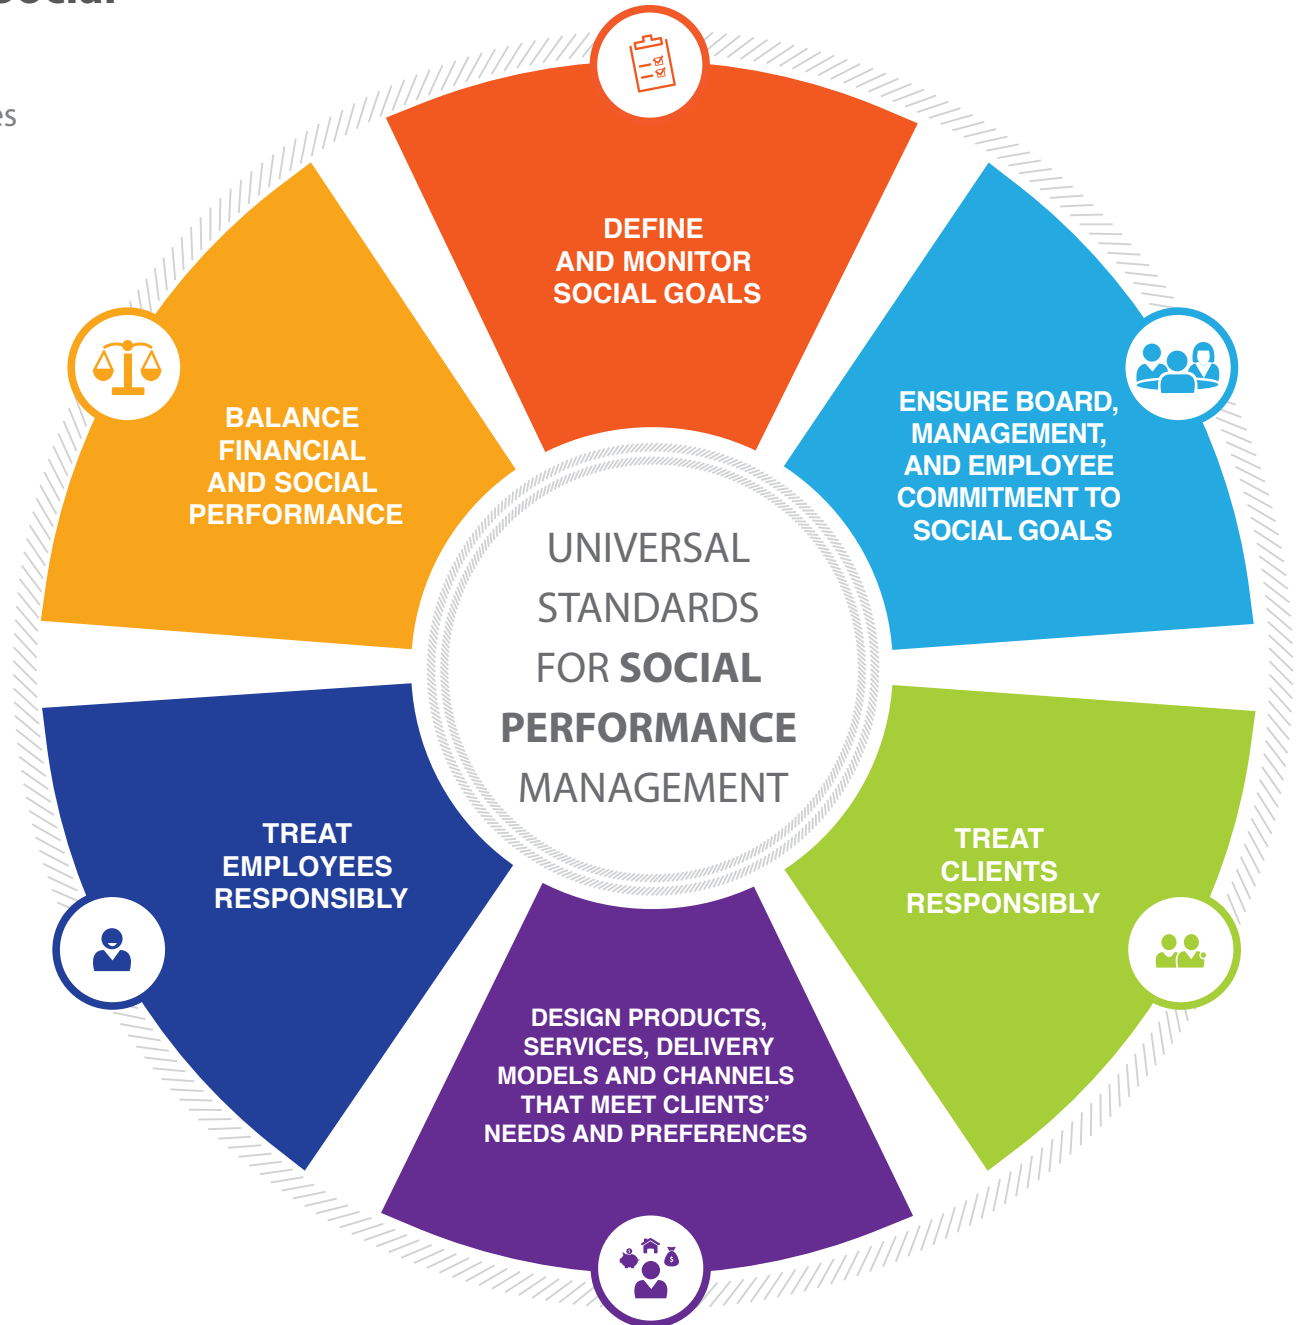 es
DEFINE
AND MONITOR
SOCIAL GOALS
ENSURE BOARD,
MANAGEMENT,
AND EMPLOYEE
COMMITMENT TO
SOCIAL GOALS
TREAT
CLIENTS
RESPONSIBLY
DESIGN PRODUCTS,
SERVICES, DELIVERY
MODELS AND CHANNELS
THAT MEET CLIENTS’
NEEDS AND PREFERENCES
TREAT
EMPLOYEES
RESPONSIBLY
BALANCE
FINANCIAL
AND SOCIAL
PERFORMANCE
UNIVERSAL
STANDARDS
FOR SOCIAL
PERFORMANCE
MANAGEMENT